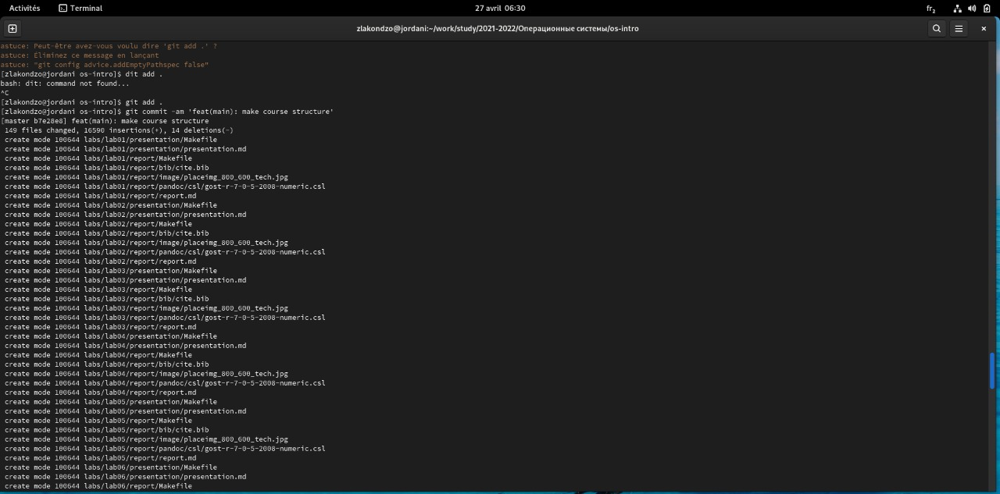 Activités Terminal 27 avril 06:30 fr2
zlakondzo@jordani:~/work/study/2021-2022/Операционные системы/os-intro
astuce: Peut-être avez-vous voulu dire 'git add .' ?
astuce: Éliminez ce message en lançant
astuce: "git config advice.addEmptyPathspec false"
[zlakondzo@jordani os-intro]$ dit add .
bash: dit: command not found...
^C
[zlakondzo@jordani os-intro]$ git add .
[zlakondzo@jordani os-intro]$ git commit -am 'feat(main): make course structure'
[master b7e28e8] feat(main): make course structure
 149 files changed, 16590 insertions(+), 14 deletions(-)
 create mode 100644 labs/lab01/presentation/Makefile
 create mode 100644 labs/lab01/presentation/presentation.md
 create mode 100644 labs/lab01/report/Makefile
 create mode 100644 labs/lab01/report/bib/cite.bib
 create mode 100644 labs/lab01/report/image/placeimg_800_600_tech.jpg
 create mode 100644 labs/lab01/report/pandoc/csl/gost-r-7-0-5-2008-numeric.csl
 create mode 100644 labs/lab01/report/report.md
 create mode 100644 labs/lab02/presentation/Makefile
 create mode 100644 labs/lab02/presentation/presentation.md
 create mode 100644 labs/lab02/report/Makefile
 create mode 100644 labs/lab02/report/bib/cite.bib
 create mode 100644 labs/lab02/report/image/placeimg_800_600_tech.jpg
 create mode 100644 labs/lab02/report/pandoc/csl/gost-r-7-0-5-2008-numeric.csl
 create mode 100644 labs/lab02/report/report.md
 create mode 100644 labs/lab03/presentation/Makefile
 create mode 100644 labs/lab03/presentation/presentation.md
 create mode 100644 labs/lab03/report/Makefile
 create mode 100644 labs/lab03/report/bib/cite.bib
 create mode 100644 labs/lab03/report/image/placeimg_800_600_tech.jpg
 create mode 100644 labs/lab03/report/pandoc/csl/gost-r-7-0-5-2008-numeric.csl
 create mode 100644 labs/lab03/report/report.md
 create mode 100644 labs/lab04/presentation/Makefile
 create mode 100644 labs/lab04/presentation/presentation.md
 create mode 100644 labs/lab04/report/Makefile
 create mode 100644 labs/lab04/report/bib/cite.bib
 create mode 100644 labs/lab04/report/image/placeimg_800_600_tech.jpg
 create mode 100644 labs/lab04/report/pandoc/csl/gost-r-7-0-5-2008-numeric.csl
 create mode 100644 labs/lab04/report/report.md
 create mode 100644 labs/lab05/presentation/Makefile
 create mode 100644 labs/lab05/presentation/presentation.md
 create mode 100644 labs/lab05/report/Makefile
 create mode 100644 labs/lab05/report/bib/cite.bib
 create mode 100644 labs/lab05/report/image/placeimg_800_600_tech.jpg
 create mode 100644 labs/lab05/report/pandoc/csl/gost-r-7-0-5-2008-numeric.csl
 create mode 100644 labs/lab05/report/report.md
 create mode 100644 labs/lab06/presentation/Makefile
 create mode 100644 labs/lab06/presentation/presentation.md
 create mode 100644 labs/lab06/report/Makefile